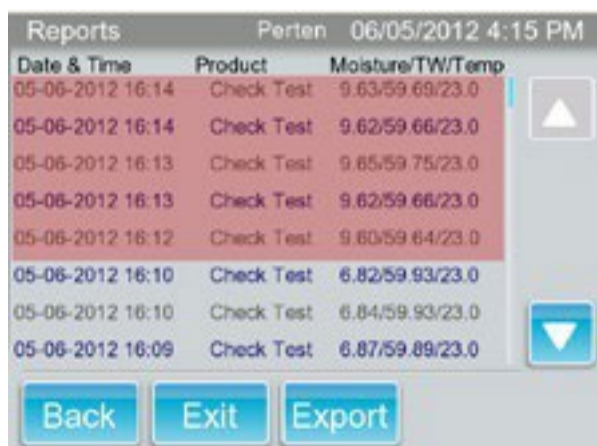 Reports Perten 06/05/2012 4:15 PM
Date & Time Product Moisture/TW/Temp
05-06-2012 16:14 Check Test 9.63/59.69/23.0
05-06-2012 16:14 Check Test 9.62/59.66/23.0
05-06-2012 16:13 Check Test 9.65/59.75/23.0
05-06-2012 16:13 Check Test 9.62/59.66/23.0
05-06-2012 16:12 Check Test 9.60/59.64/23.0
05-06-2012 16:10 Check Test 6.82/59.93/23.0
05-06-2012 16:10 Check Test 6.84/59.93/23.0
05-06-2012 16:09 Check Test 6.87/59.89/23.0
Back Exit Export